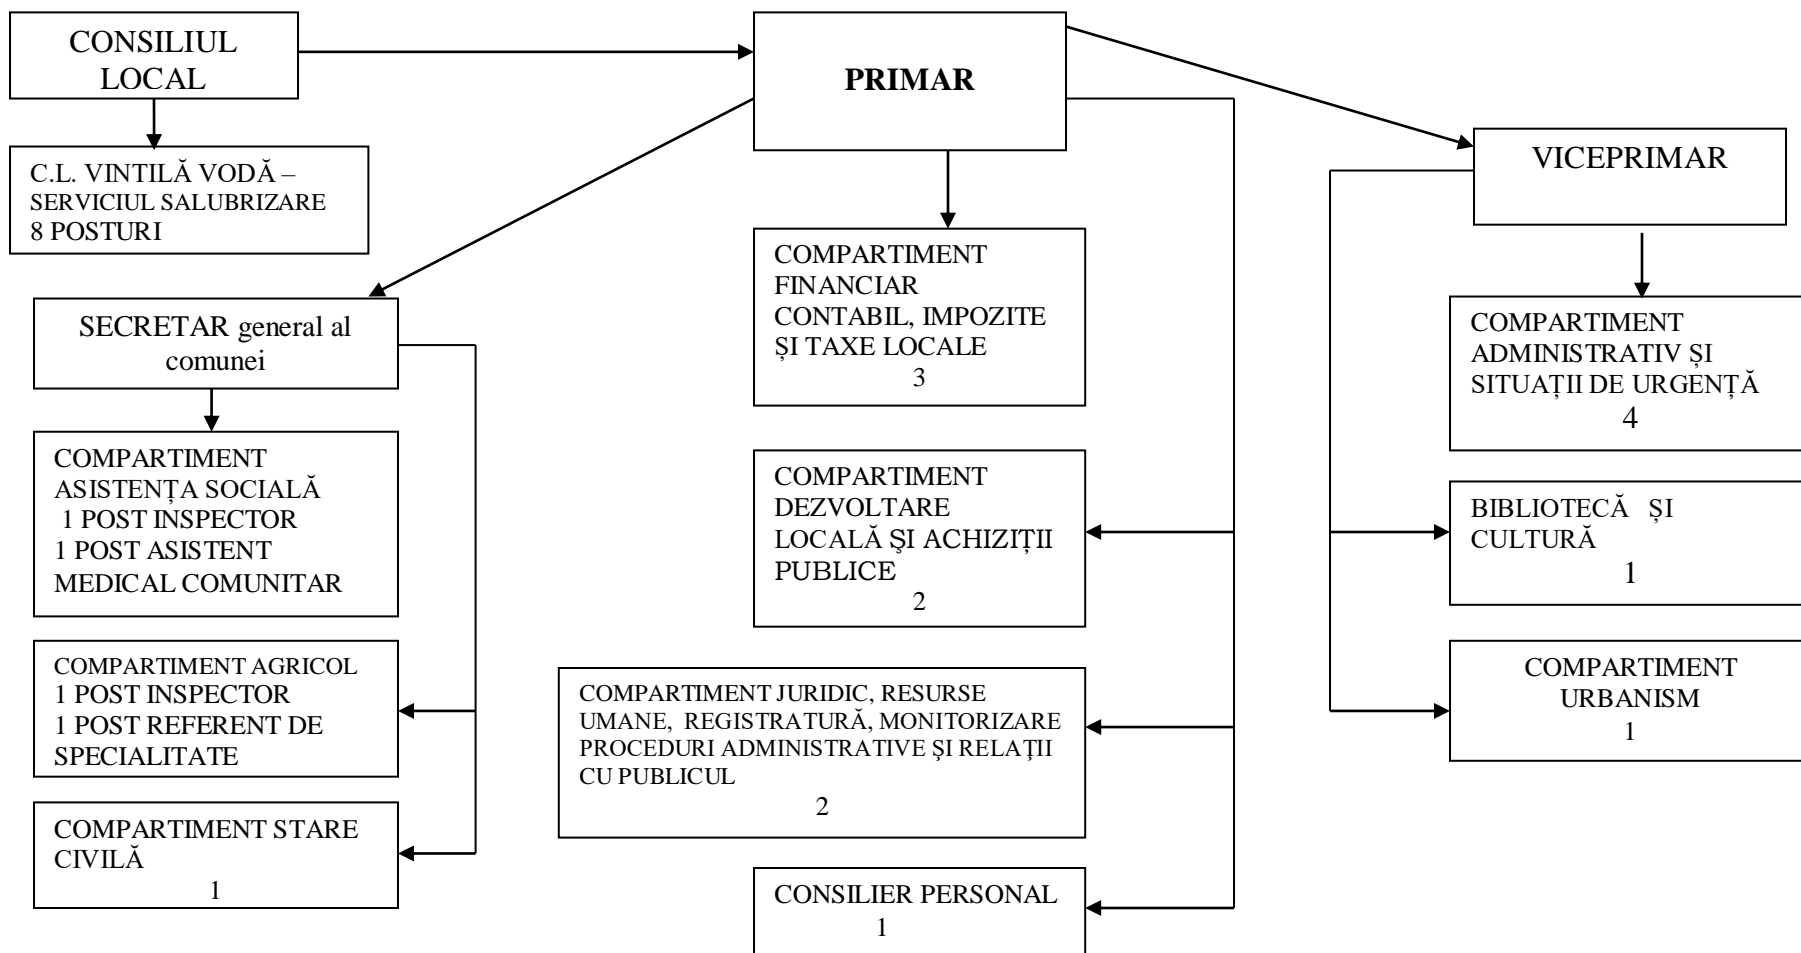 CONSILIUL
LOCAL
PRIMAR
VICEPRIMAR
C.L. VINTILĂ VODĂ –
SERVICIUL SALUBRIZARE
8 POSTURI
SECRETAR general al
comunei
COMPARTIMENT
ASISTENȚA SOCIALĂ
1 POST INSPECTOR
1 POST ASISTENT
MEDICAL COMUNITAR
COMPARTIMENT AGRICOL
1 POST INSPECTOR
1 POST REFERENT DE
SPECIALITATE
COMPARTIMENT STARE
CIVILĂ
1
COMPARTIMENT
FINANCIAR
CONTABIL, IMPOZITE
ȘI TAXE LOCALE
3
COMPARTIMENT
DEZVOLTARE
LOCALĂ ŞI ACHIZIȚII
PUBLICE
2
COMPARTIMENT JURIDIC, RESURSE
UMANE, REGISTRATURĂ, MONITORIZARE
PROCEDURI ADMINISTRATIVE ŞI RELAŢII
CU PUBLICUL
2
CONSILIER PERSONAL
1
COMPARTIMENT
ADMINISTRATIV ȘI
SITUAȚII DE URGENȚĂ
4
BIBLIOTECĂ ȘI
CULTURĂ
1
COMPARTIMENT
URBANISM
1